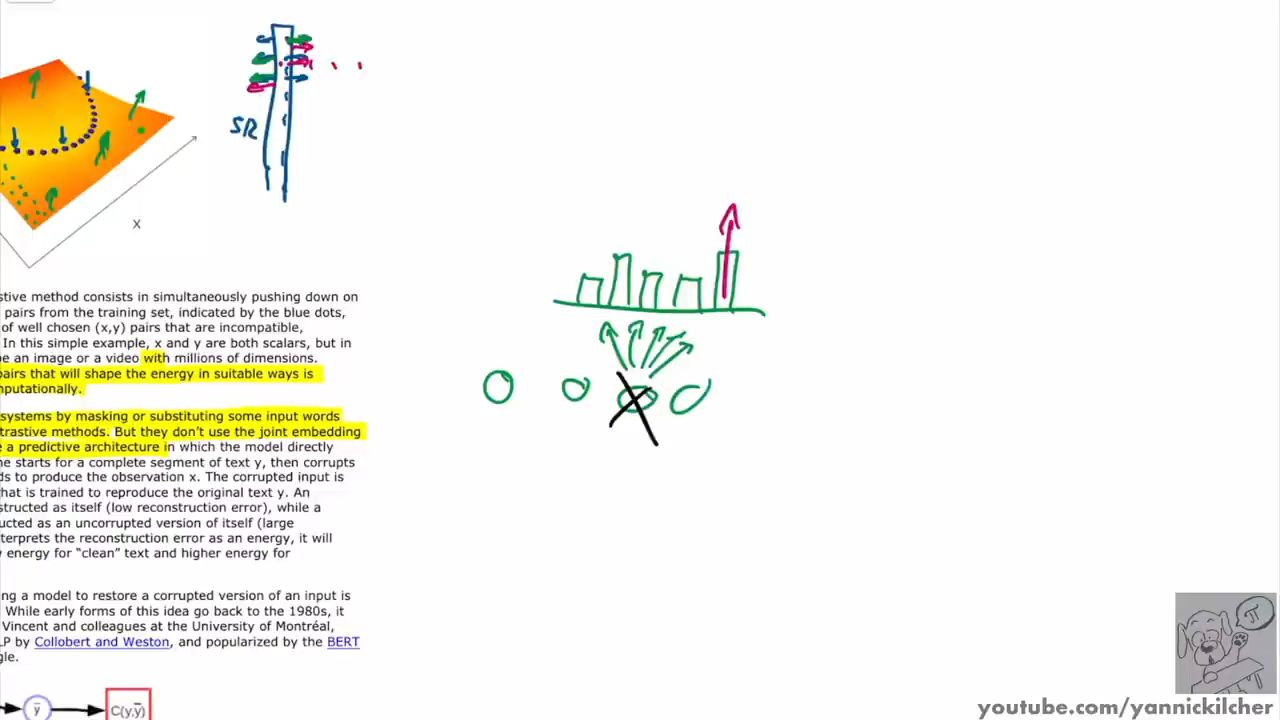 SR
X
stive method consists in simultaneously pushing down on
pairs from the training set, indicated by the blue dots,
of well chosen (x,y) pairs that are incompatible,
In this simple example, x and y are both scalars, but in
be an image or a video with millions of dimensions.
pairs that will shape the energy in suitable ways is
nputationally.
systems by masking or substituting some input words
trastive methods. But they don't use the joint embedding
e a predictive architecture in which the model directly
ne starts for a complete segment of text y, then corrupts
ds to produce the observation x. The corrupted input is
hat is trained to reproduce the original text y. An
structed as itself (low reconstruction error), while a
ucted as an uncorrupted version of itself (large
terprets the reconstruction error as an energy, it will
energy for “clean” text and higher energy for
ng a model to restore a corrupted version of an input is
While early forms of this idea go back to the 1980s, it
Vincent and colleagues at the University of Montréal,
LP by Collobert and Weston, and popularized by the BERT
gle.
ȳ C(y,ȳ)
π
youtube.com/yannickilcher